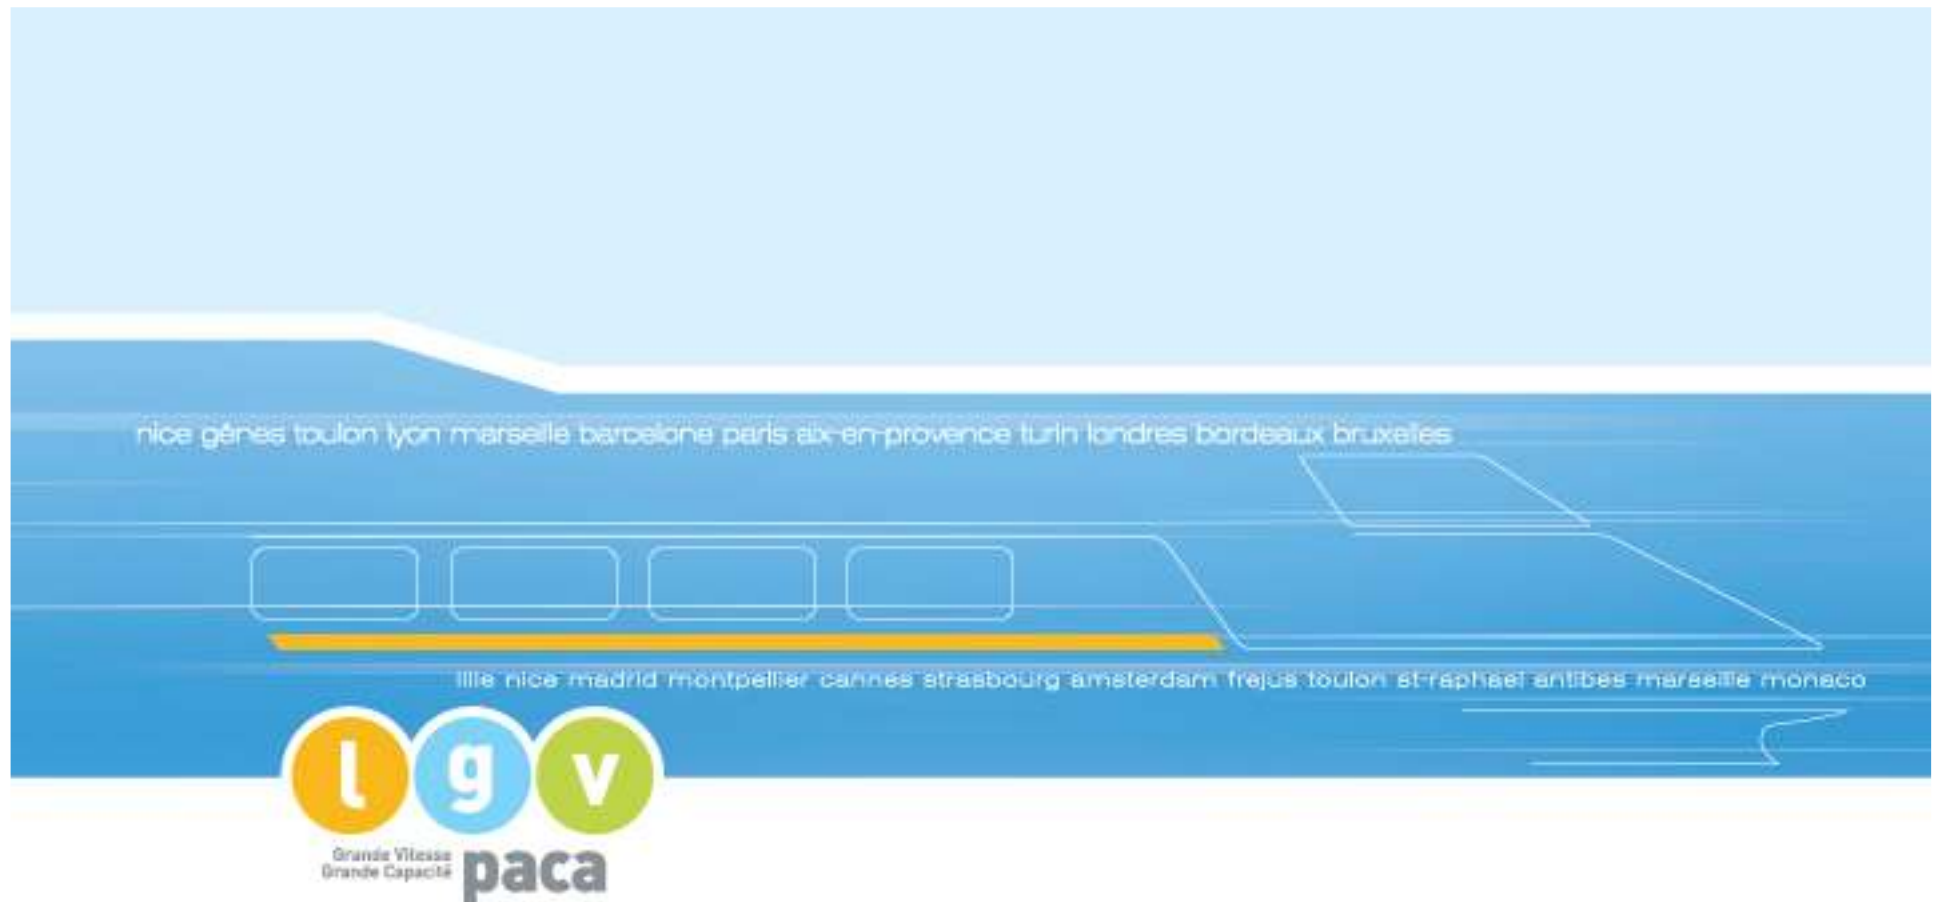 nice gênes toulon lyon marseille barcelone paris aix-en-provence turin londres bordeaux bruxelles
lille nice madrid montpellier cannes strasbourg amsterdam frejus toulon st-raphael antibes marseille monaco
lgv
Grande Vitesse
Grande Capacité
paca